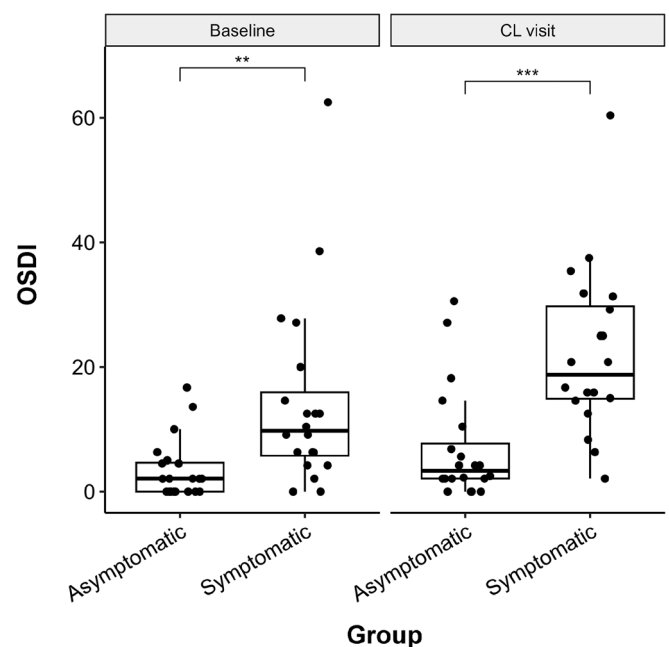 Baseline
CL visit
**
***
60
40
20
0
OSDI
Asymptomatic
Symptomatic
Asymptomatic
Symptomatic
Group